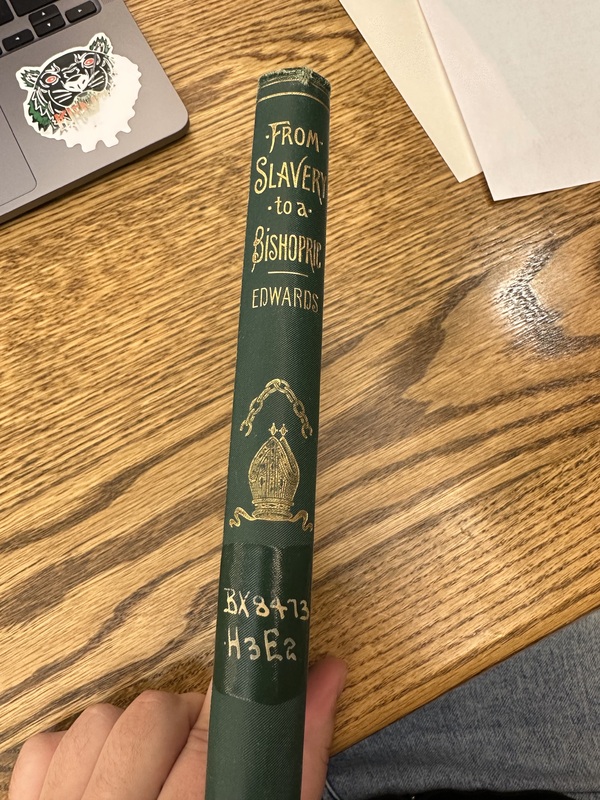 ·FROM·
SLAVERY
· to a ·
BISHOPRIC
EDWARDS
BX8473
.H3E2